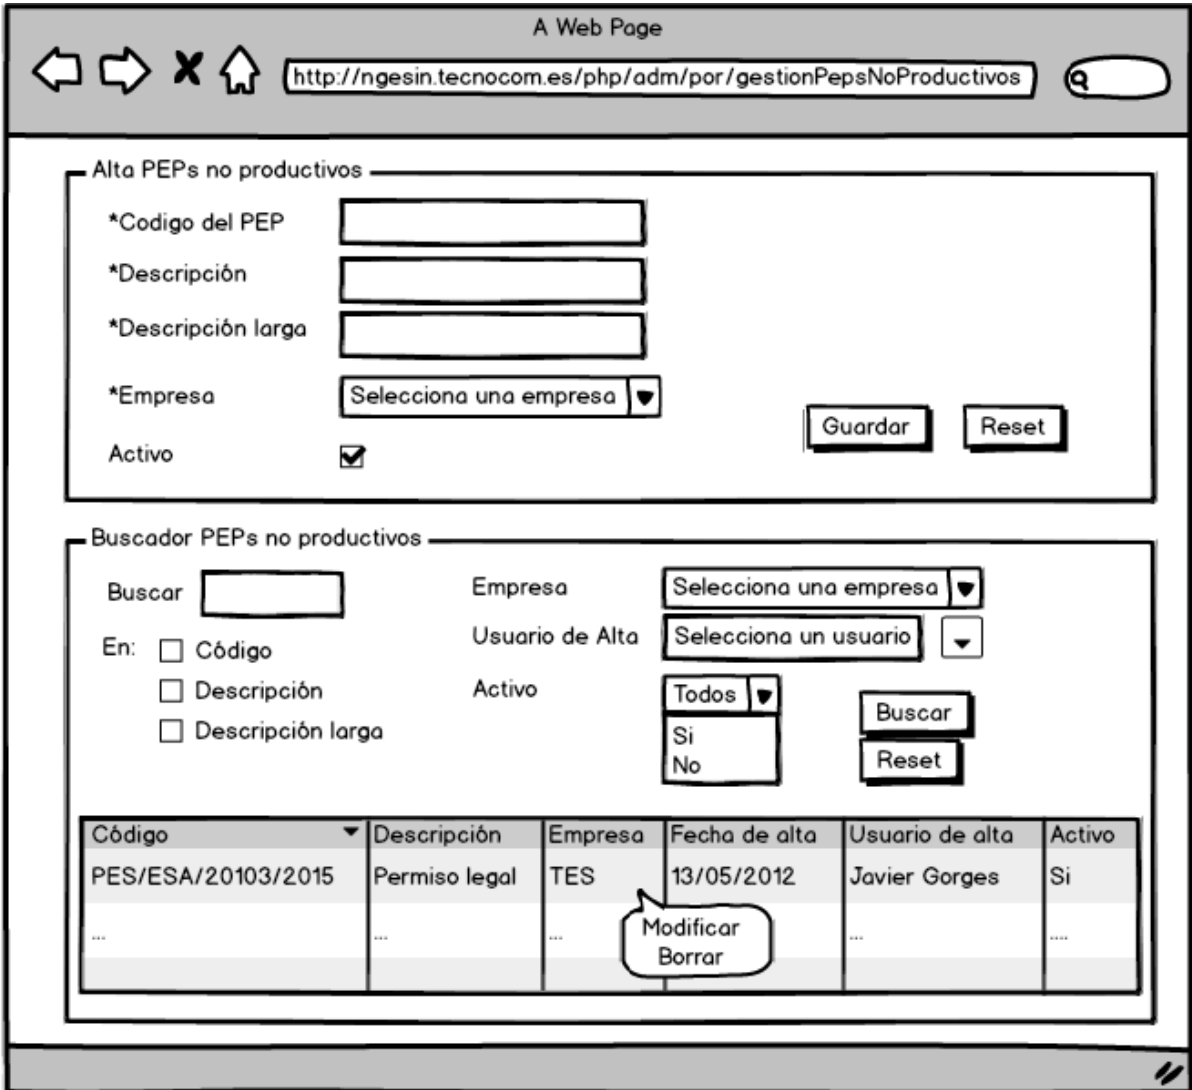 A Web Page
http://ngesin.tecnocom.es/php/adm/por/gestionPepsNoProductivos
Alta PEPs no productivos
*Codigo del PEP
*Descripción
*Descripción larga
*Empresa Selecciona una empresa
Guardar Reset
Activo
Buscador PEPs no productivos
Buscar Empresa Selecciona una empresa
En: Código Usuario de Alta Selecciona un usuario
Descripción Activo Todos
Descripción larga Si
No
Buscar
Reset
Código Descripción Empresa Fecha de alta Usuario de alta Activo
PES/ESA/20103/2015 Permiso legal TES 13/05/2012 Javier Gorges Si
... ... ... ... ....
Modificar
Borrar